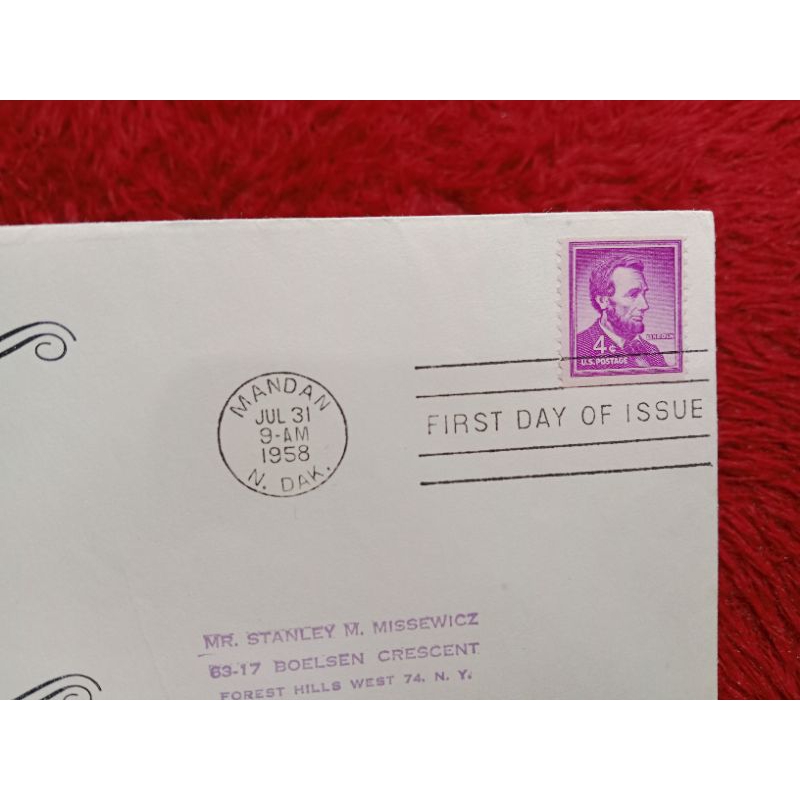 LINCOLN
4¢
U.S. POSTAGE
MANDAN
JUL 31
9-AM
1958
N. DAK.
FIRST DAY OF ISSUE
MR. STANLEY M. MISSEWICZ
63-17 BOELSEN CRESCENT
FOREST HILLS WEST 74, N. Y.